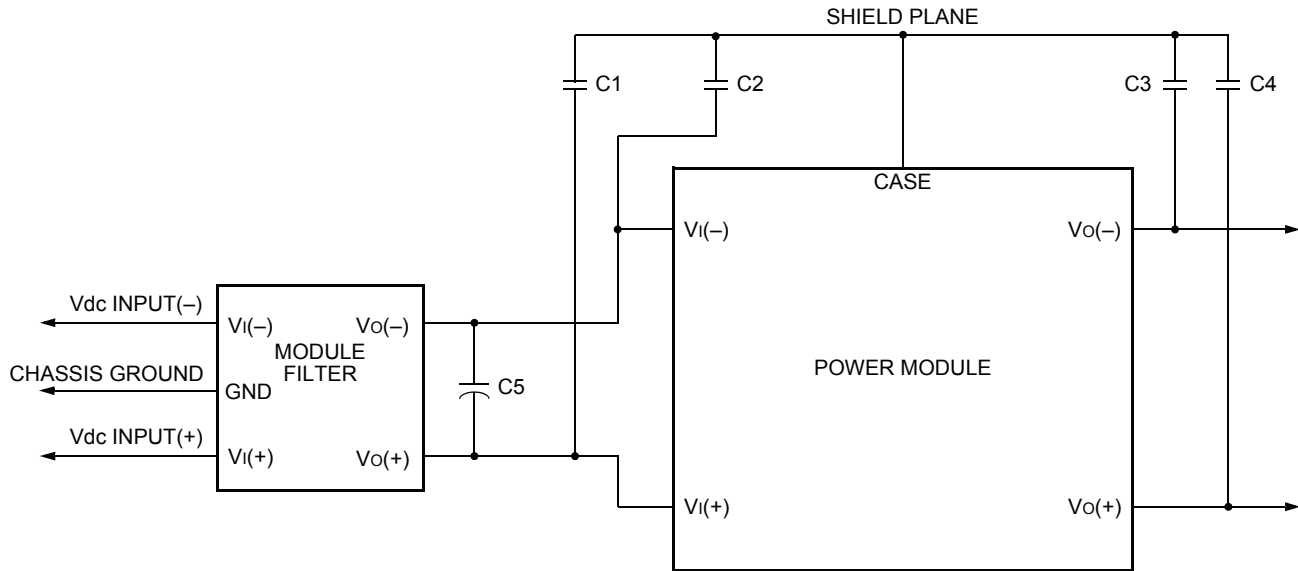 SHIELD PLANE
C1
C2
C3
C4
CASE
VI(–)
VO(–)
Vdc INPUT(–)
VI(–)
VO(–)
MODULE
FILTER
CHASSIS GROUND
GND
C5
POWER MODULE
Vdc INPUT(+)
VI(+)
VO(+)
VI(+)
VO(+)